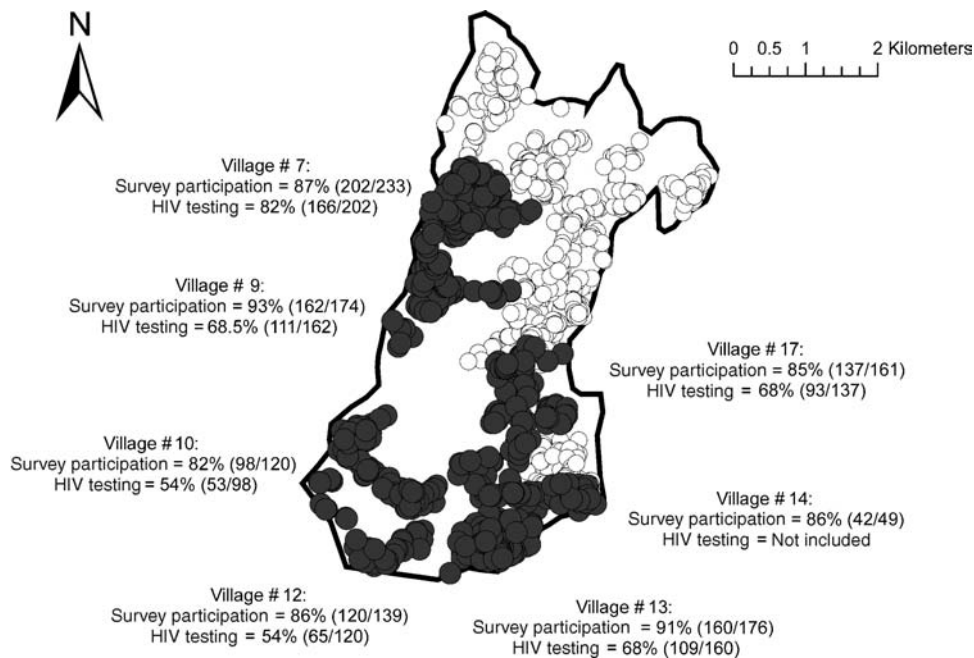 N
0 0.5 1 2 Kilometers
Village # 7:
Survey participation = 87% (202/233)
HIV testing = 82% (166/202)
Village # 9:
Survey participation = 93% (162/174)
HIV testing = 68.5% (111/162)
Village # 17:
Survey participation = 85% (137/161)
HIV testing = 68% (93/137)
Village # 10:
Survey participation = 82% (98/120)
HIV testing = 54% (53/98)
Village # 14:
Survey participation = 86% (42/49)
HIV testing = Not included
Village # 12:
Survey participation = 86% (120/139)
HIV testing = 54% (65/120)
Village # 13:
Survey participation = 91% (160/176)
HIV testing = 68% (109/160)